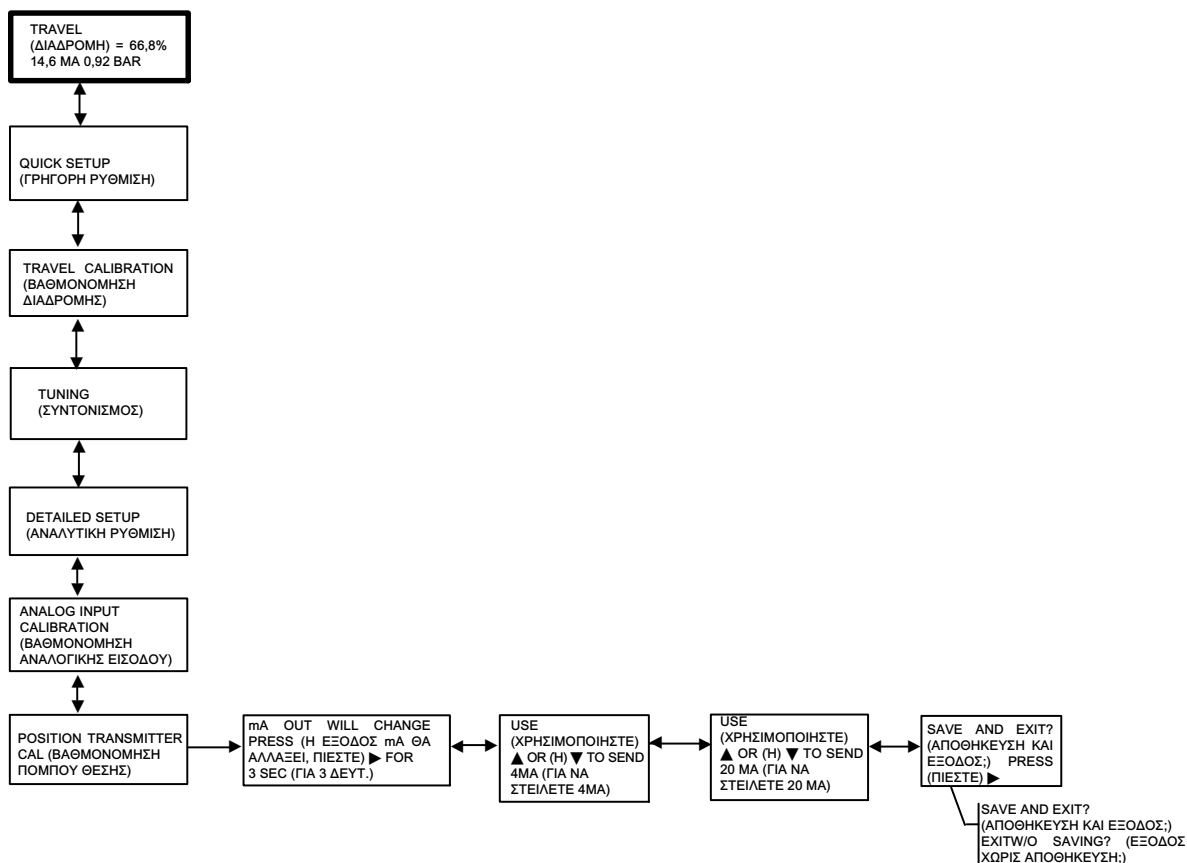 TRAVEL
(ΔΙΑΔΡΟΜΗ) = 66,8%
14,6 MA 0,92 BAR
QUICK SETUP
(ΓΡΗΓΟΡΗ ΡΥΘΜΙΣΗ)
TRAVEL CALIBRATION
(ΒΑΘΜΟΝΟΜΗΣΗ
ΔΙΑΔΡΟΜΗΣ)
TUNING
(ΣΥΝΤΟΝΙΣΜΟΣ)
DETAILED SETUP
(ΑΝΑΛΥΤΙΚΗ ΡΥΘΜΙΣΗ)
ANALOG INPUT
CALIBRATION
(ΒΑΘΜΟΝΟΜΗΣΗ
ΑΝΑΛΟΓΙΚΗΣ ΕΙΣΟΔΟΥ)
POSITION TRANSMITTER
CAL (ΒΑΘΜΟΝΟΜΗΣΗ
ΠΟΜΠΟΥ ΘΕΣΗΣ)
mA OUT WILL CHANGE
PRESS (Η ΕΞΟΔΟΣ mA ΘΑ
ΑΛΛΑΞΕΙ, ΠΙΕΣΤΕ) ▶ FOR
3 SEC (ΓΙΑ 3 ΔΕΥΤ.)
USE
(ΧΡΗΣΙΜΟΠΟΙΗΣΤΕ)
▲ OR (Ή) ▼ TO SEND
4MA (ΓΙΑ ΝΑ
ΣΤΕΙΛΕΤΕ 4MA)
USE
(ΧΡΗΣΙΜΟΠΟΙΗΣΤΕ)
▲ OR (Ή) ▼ TO SEND
20 MA (ΓΙΑ ΝΑ
ΣΤΕΙΛΕΤΕ 20 MA)
SAVE AND EXIT?
(ΑΠΟΘΗΚΕΥΣΗ ΚΑΙ
ΕΞΟΔΟΣ;) PRESS
(ΠΙΕΣΤΕ) ▶
SAVE AND EXIT?
(ΑΠΟΘΗΚΕΥΣΗ ΚΑΙ ΕΞΟΔΟΣ;)
EXITW/O SAVING? (ΕΞΟΔΟΣ
ΧΩΡΙΣ ΑΠΟΘΗΚΕΥΣΗ;)